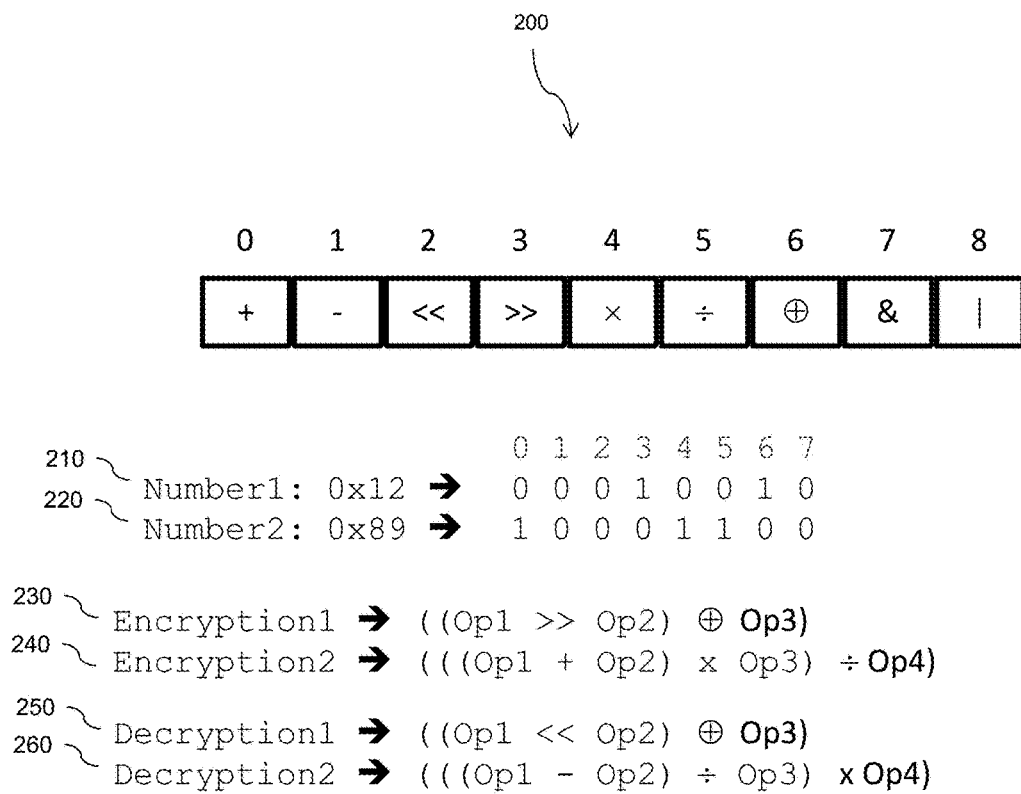 200
0 1 2 3 4 5 6 7 8
+ - << >> × ÷ ⊕ & |
0 1 2 3 4 5 6 7
210 Number1: 0x12 ➔ 0 0 0 1 0 0 1 0
220 Number2: 0x89 ➔ 1 0 0 0 1 1 0 0
230 Encryption1 ➔ ((Op1 >> Op2) ⊕ Op3)
240 Encryption2 ➔ (((Op1 + Op2) x Op3) ÷ Op4)
250 Decryption1 ➔ ((Op1 << Op2) ⊕ Op3)
260 Decryption2 ➔ (((Op1 - Op2) ÷ Op3) x Op4)